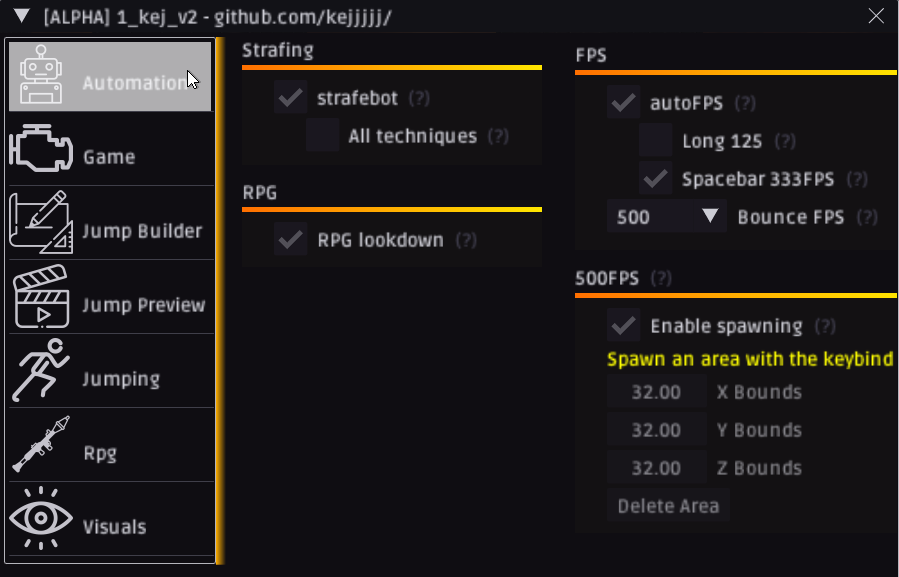 [ALPHA] 1_kej_v2 - github.com/kejjjjj/
Automation
Game
Jump Builder
Jump Preview
Jumping
Rpg
Visuals
Strafing
strafebot (?)
All techniques (?)
RPG
RPG lookdown (?)
FPS
autoFPS (?)
Long 125 (?)
Spacebar 333FPS (?)
500 Bounce FPS (?)
500FPS (?)
Enable spawning (?)
Spawn an area with the keybind
32.00 X Bounds
32.00 Y Bounds
32.00 Z Bounds
Delete Area